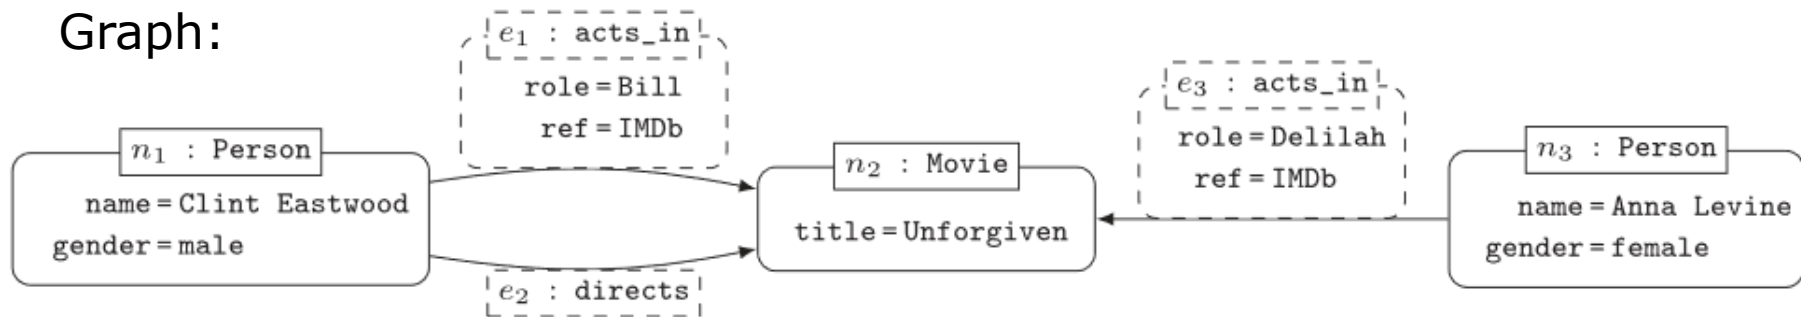 Graph:
e₁ : acts_in
role = Bill
ref = IMDb
n₁ : Person
name = Clint Eastwood
gender = male
e₂ : directs
n₂ : Movie
title = Unforgiven
e₃ : acts_in
role = Delilah
ref = IMDb
n₃ : Person
name = Anna Levine
gender = female